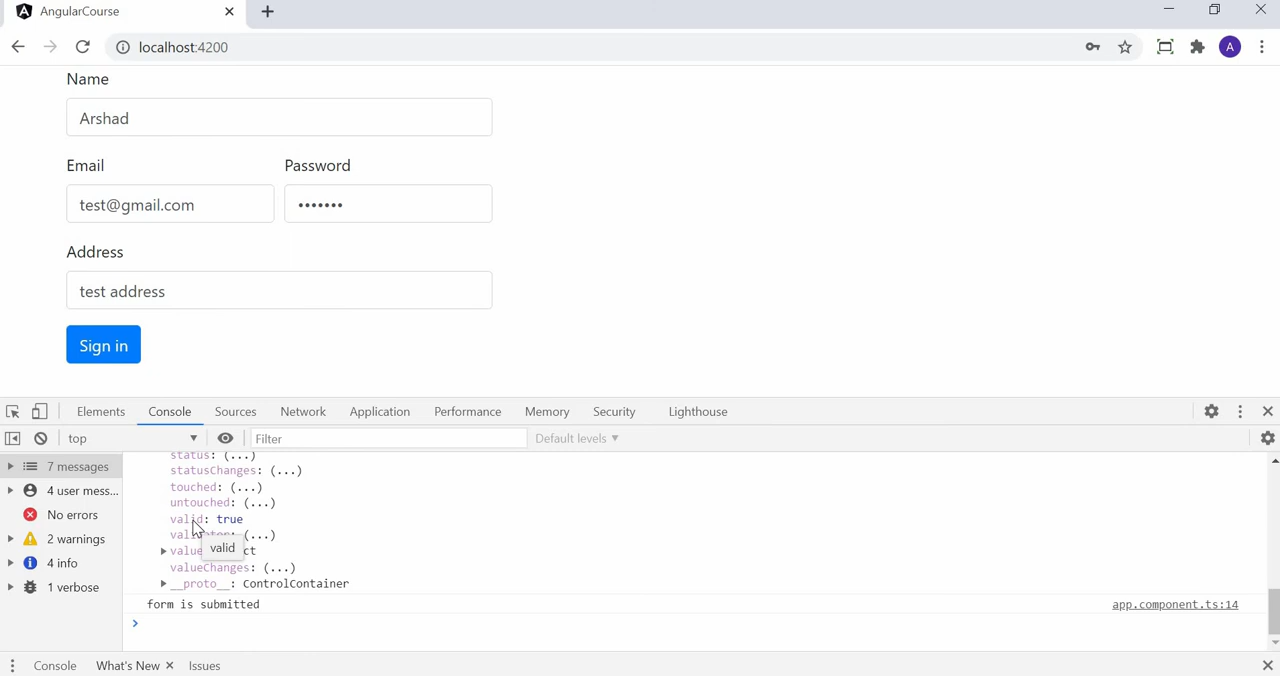 AngularCourse
localhost:4200
A
Name
Arshad
Email Password
test@gmail.com •••••••
Address
test address
Sign in
Elements Console Sources Network Application Performance Memory Security Lighthouse
top Filter Default levels
7 messages
4 user mess...
No errors
2 warnings
4 info
1 verbose
status: (...)
statusChanges: (...)
touched: (...)
untouched: (...)
valid: true
(...)
value ct
valid
valueChanges: (...)
__proto__: ControlContainer
form is submitted app.component.ts:14
Console What's New Issues